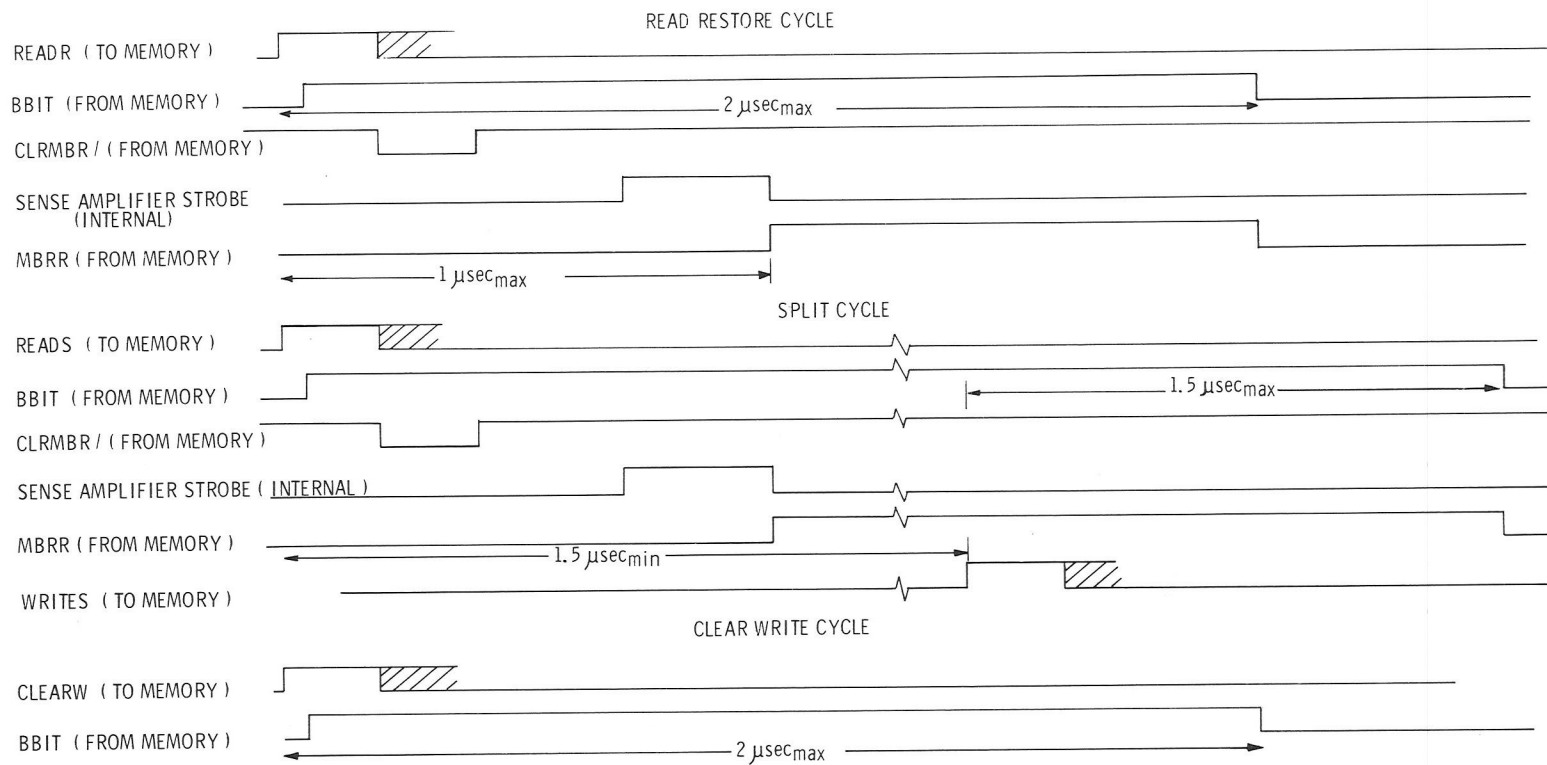 READ RESTORE CYCLE
READR ( TO MEMORY )
BBIT ( FROM MEMORY )
2 μsecmax
CLRMBR / ( FROM MEMORY )
SENSE AMPLIFIER STROBE
(INTERNAL)
MBRR ( FROM MEMORY )
1 μsecmax
SPLIT CYCLE
READS ( TO MEMORY )
BBIT ( FROM MEMORY )
1.5 μsecmax
CLRMBR / ( FROM MEMORY )
SENSE AMPLIFIER STROBE ( INTERNAL )
MBRR ( FROM MEMORY )
1.5 μsecmin
WRITES ( TO MEMORY )
CLEAR WRITE CYCLE
CLEARW ( TO MEMORY )
BBIT ( FROM MEMORY )
2 μsecmax